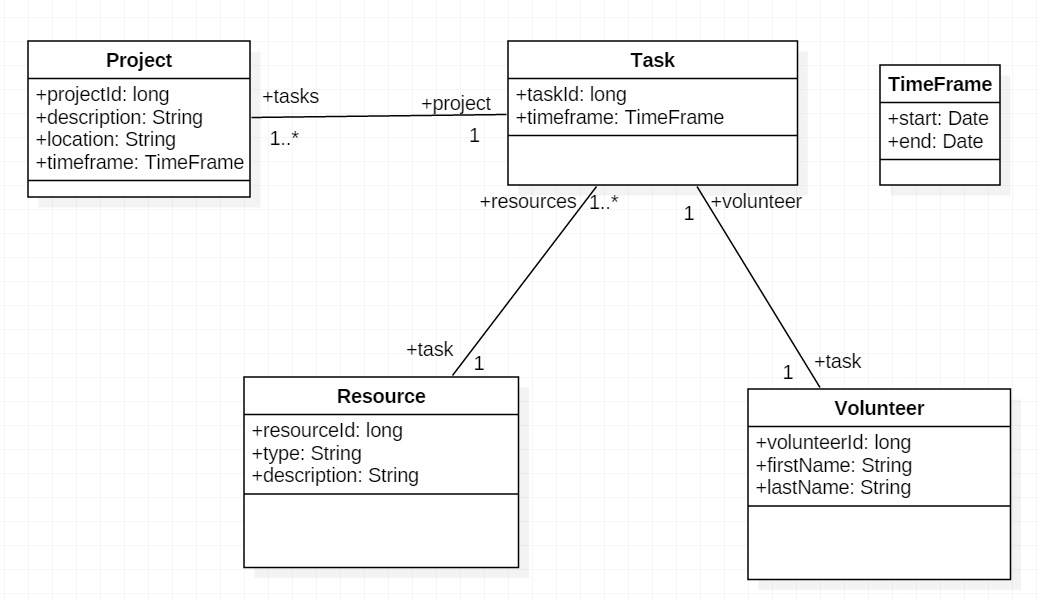 Project
+projectId: long
+description: String
+location: String
+timeframe: TimeFrame
+tasks
1..*
+project
1
Task
+taskId: long
+timeframe: TimeFrame
TimeFrame
+start: Date
+end: Date
+resources
1..*
1
+volunteer
+task
1
1
+task
Resource
+resourceId: long
+type: String
+description: String
Volunteer
+volunteerId: long
+firstName: String
+lastName: String